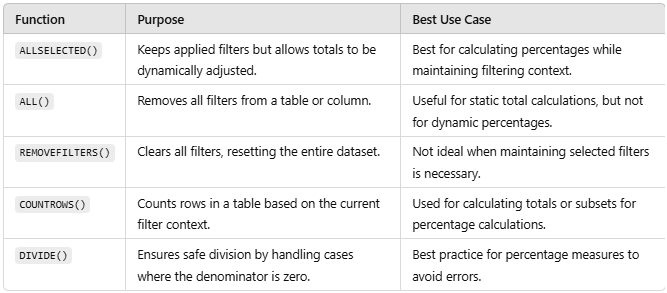 Function Purpose Best Use Case
ALLSELECTED() Keeps applied filters but allows totals to be Best for calculating percentages while
dynamically adjusted. maintaining filtering context.
ALL() Removes all filters from a table or column. Useful for static total calculations, but not
for dynamic percentages.
REMOVEFILTERS() Clears all filters, resetting the entire dataset. Not ideal when maintaining selected filters
is necessary.
COUNTROWS() Counts rows in a table based on the current Used for calculating totals or subsets for
filter context. percentage calculations.
DIVIDE() Ensures safe division by handling cases Best practice for percentage measures to
where the denominator is zero. avoid errors.